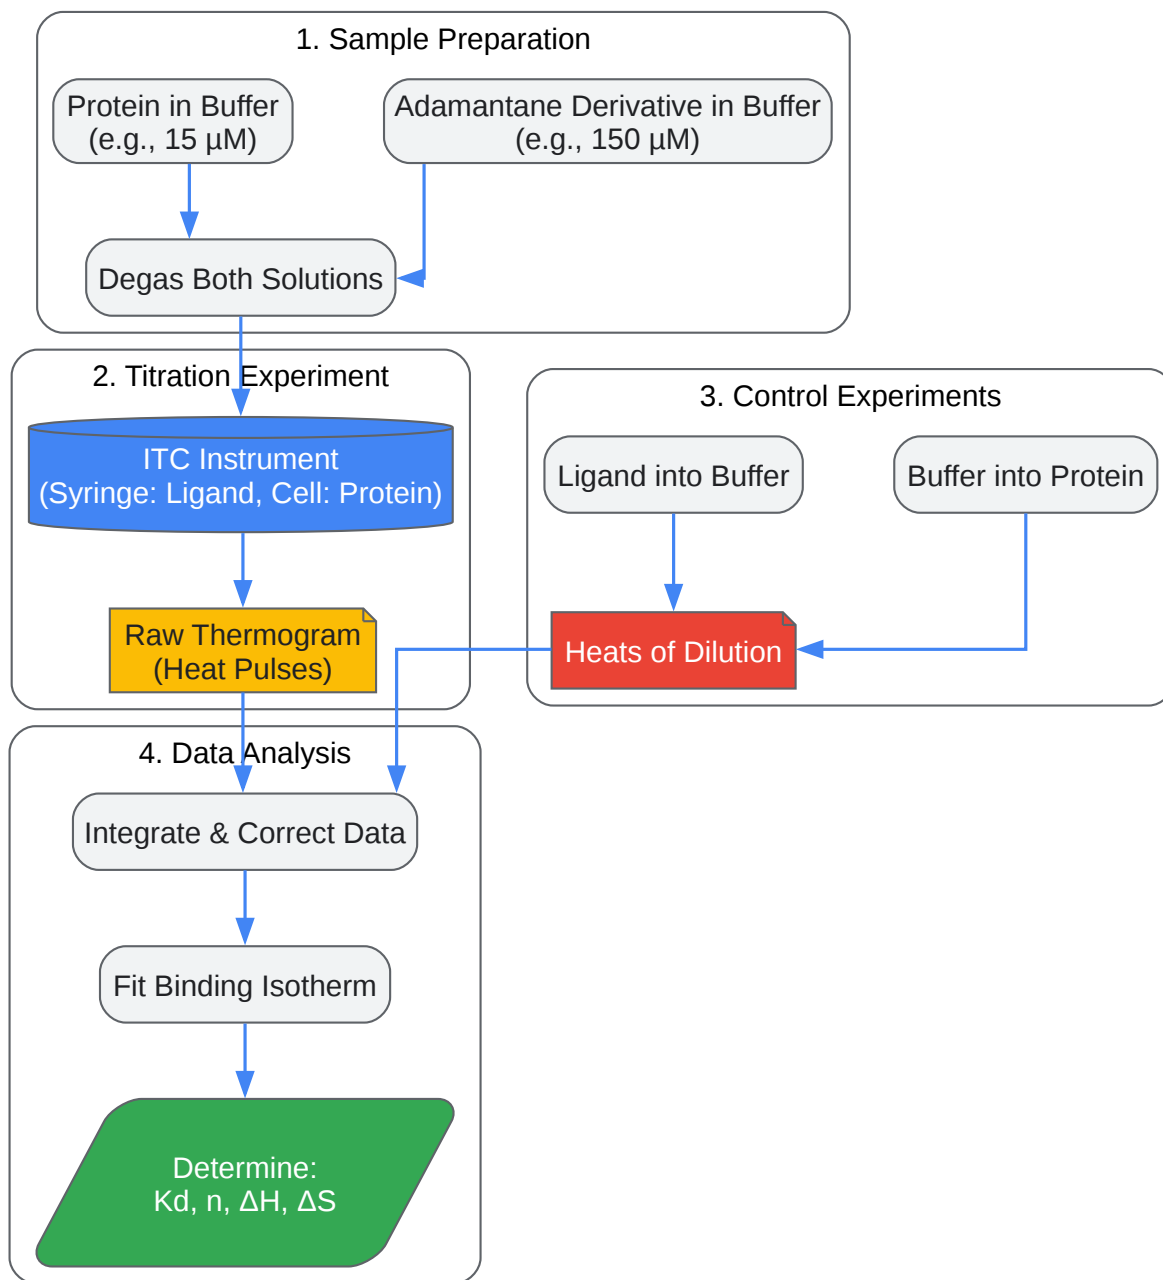 1. Sample Preparation
Protein in Buffer
(e.g., 15 µM)
Adamantane Derivative in Buffer
(e.g., 150 µM)
Degas Both Solutions
2. Titration Experiment
ITC Instrument
(Syringe: Ligand, Cell: Protein)
Raw Thermogram
(Heat Pulses)
3. Control Experiments
Ligand into Buffer
Buffer into Protein
Heats of Dilution
4. Data Analysis
Integrate & Correct Data
Fit Binding Isotherm
Determine:
Kd, n, ΔH, ΔS